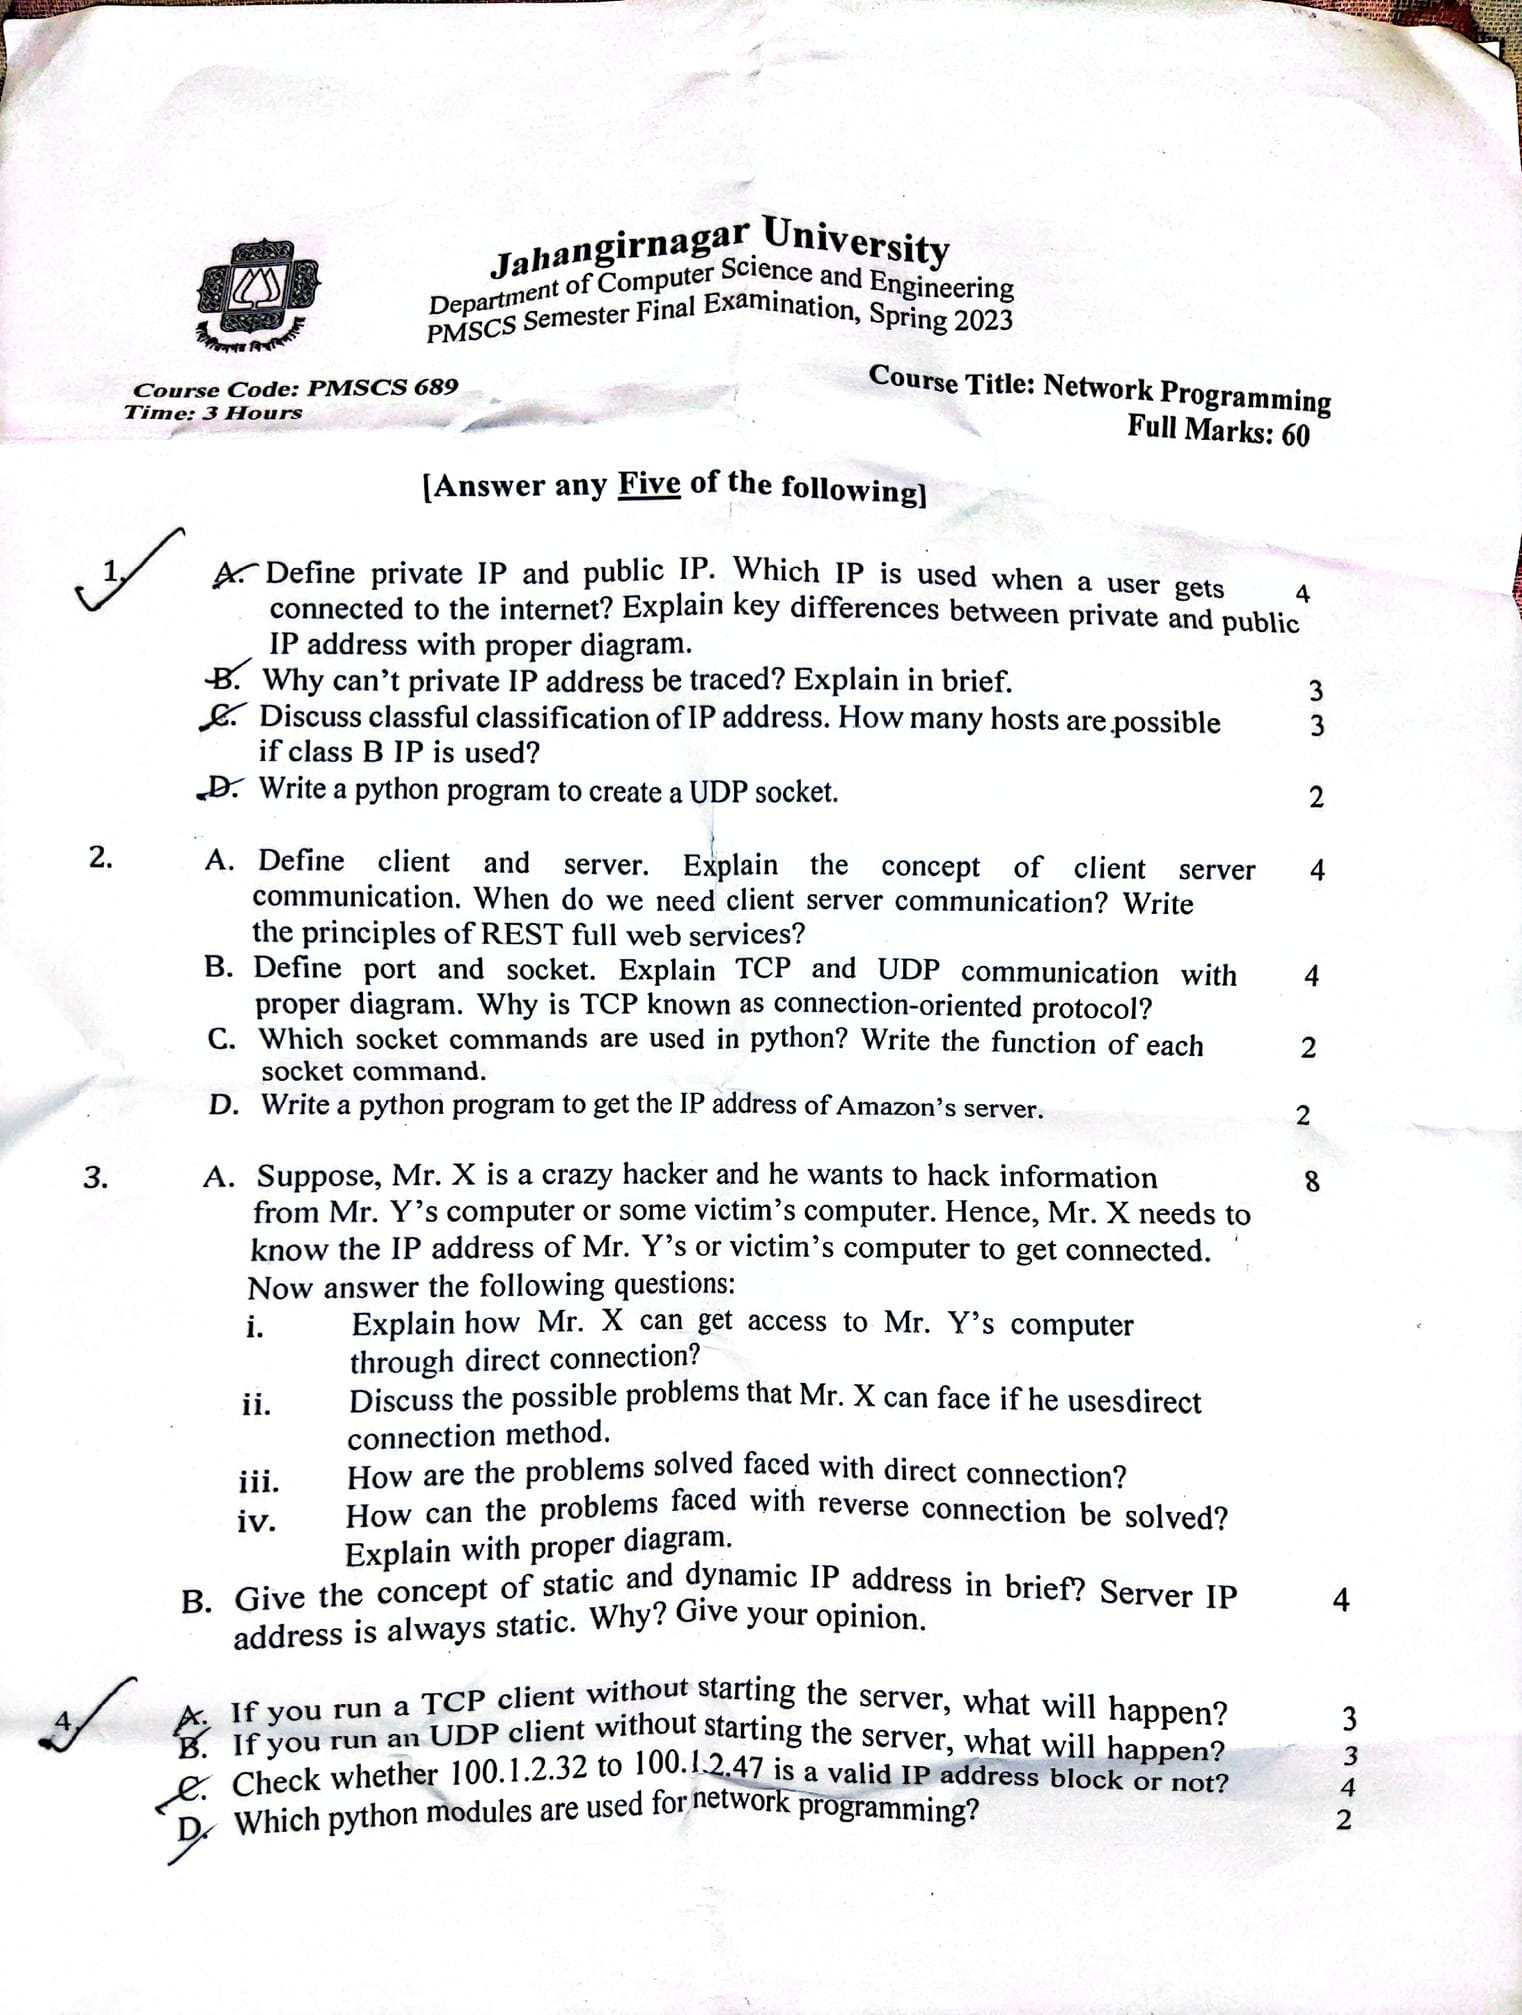 Jahangirnagar University
Department of Computer Science and Engineering
PMSCS Semester Final Examination, Spring 2023
Course Code: PMSCS 689
Course Title: Network Programming
Time: 3 Hours
Full Marks: 60
[Answer any Five of the following]
1. A. Define private IP and public IP. Which IP is used when a user gets 4
connected to the internet? Explain key differences between private and public
IP address with proper diagram.
B. Why can't private IP address be traced? Explain in brief. 3
C. Discuss classful classification of IP address. How many hosts are possible 3
if class B IP is used?
D. Write a python program to create a UDP socket. 2
2. A. Define client and server. Explain the concept of client server 4
communication. When do we need client server communication? Write
the principles of REST full web services?
B. Define port and socket. Explain TCP and UDP communication with 4
proper diagram. Why is TCP known as connection-oriented protocol?
C. Which socket commands are used in python? Write the function of each 2
socket command.
D. Write a python program to get the IP address of Amazon's server. 2
3. A. Suppose, Mr. X is a crazy hacker and he wants to hack information 8
from Mr. Y's computer or some victim's computer. Hence, Mr. X needs to
know the IP address of Mr. Y's or victim's computer to get connected.
Now answer the following questions:
i. Explain how Mr. X can get access to Mr. Y's computer
through direct connection?
ii. Discuss the possible problems that Mr. X can face if he usesdirect
connection method.
iii. How are the problems solved faced with direct connection?
iv. How can the problems faced with reverse connection be solved?
Explain with proper diagram.
B. Give the concept of static and dynamic IP address in brief? Server IP 4
address is always static. Why? Give your opinion.
4. A. If you run a TCP client without starting the server, what will happen? 3
B. If you run an UDP client without starting the server, what will happen? 3
C. Check whether 100.1.2.32 to 100.1.2.47 is a valid IP address block or not? 4
D. Which python modules are used for network programming? 2